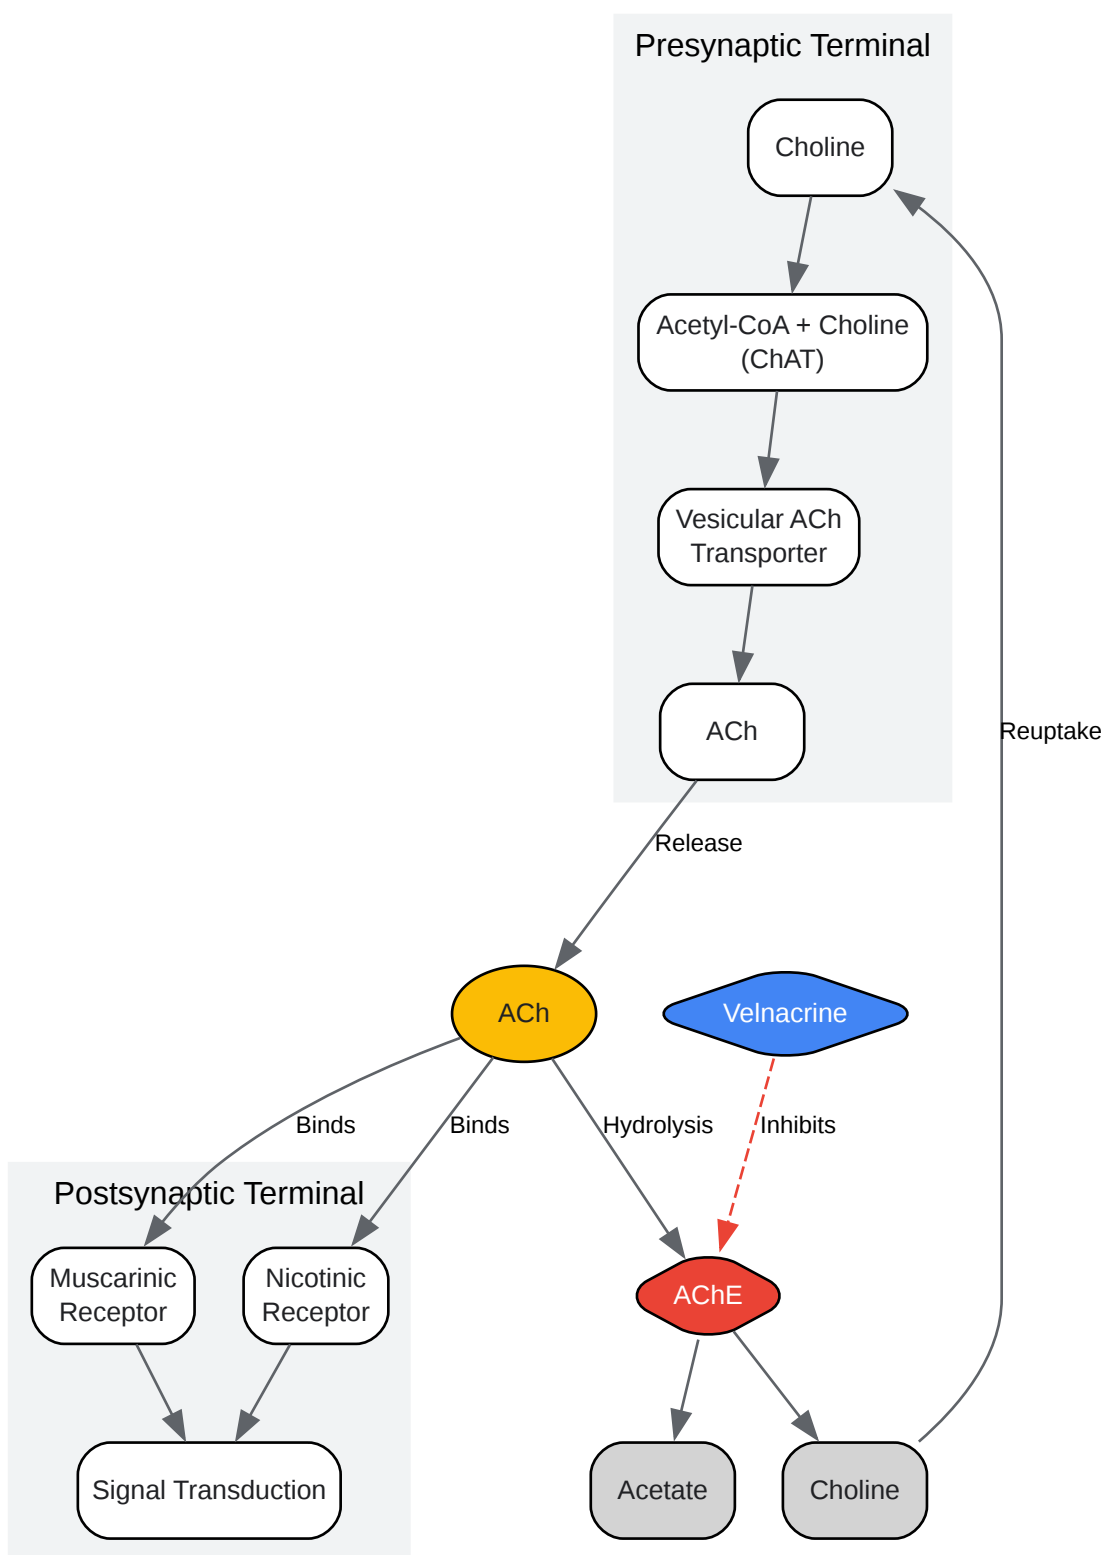 Presynaptic Terminal
Choline
Acetyl-CoA + Choline
(ChAT)
Vesicular ACh
Transporter
ACh
Reuptake
Release
ACh
Velnacrine
Binds
Binds
Hydrolysis
Inhibits
Postsynaptic Terminal
Muscarinic
Receptor
Nicotinic
Receptor
AChE
Signal Transduction
Acetate
Choline